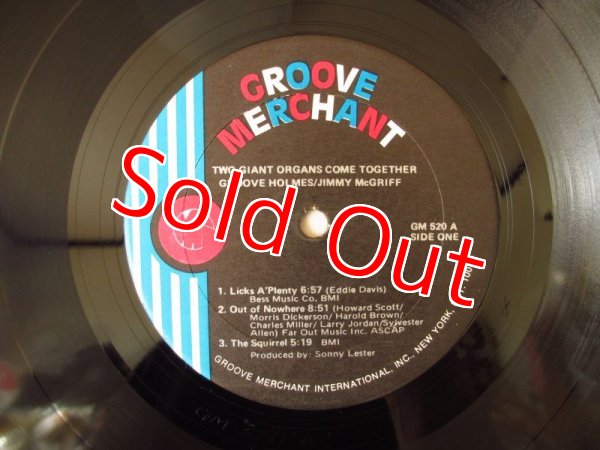 GROOVE
MERCHANT
TWO GIANT ORGANS COME TOGETHER
GROOVE HOLMES/JIMMY McGRIFF
GM 520 A
SIDE ONE
Sold Out
1. Licks A'Plenty 6:57 (Eddie Davis)
Bess Music Co. BMI
2. Out of Nowhere 8:51 (Howard Scott/
Morris Dickerson/ Harold Brown/
Charles Miller/ Larry Jordan/Sylvester
Allen) Far Out Music Inc. ASCAP
3. The Squirrel 5:19 BMI
Produced by: Sonny Lester
GROOVE MERCHANT INTERNATIONAL, INC., NEW YORK,